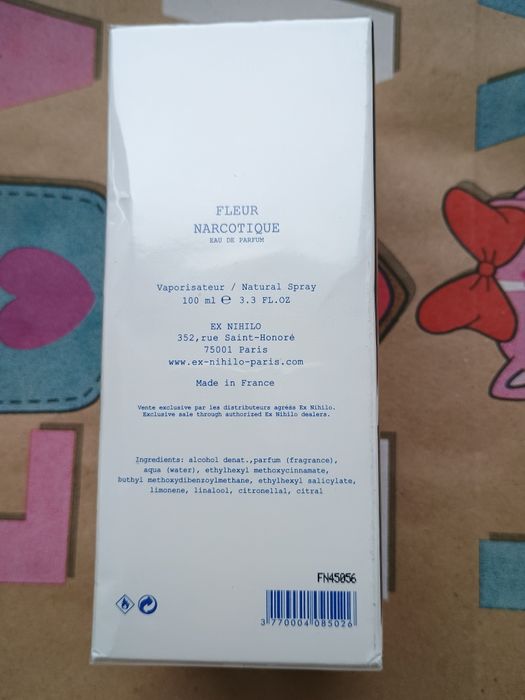 FLEUR
NARCOTIQUE
EAU DE PARFUM
Vaporisateur / Natural Spray
100 ml ℮ 3.3 FL.OZ
EX NIHILO
352,rue Saint-Honoré
75001 Paris
www.ex-nihilo-paris.com
Made in France
Vente exclusive par les distributeurs agréés Ex Nihilo.
Exclusive sale through authorized Ex Nihilo dealers.
Ingredients: alcohol denat.,parfum (fragrance),
aqua (water), ethylhexyl methoxycinnamate,
buthyl methoxydibenzoylmethane, ethylhexyl salicylate,
limonene, linalool, citronellal, citral
FN45056
3 770004 085026